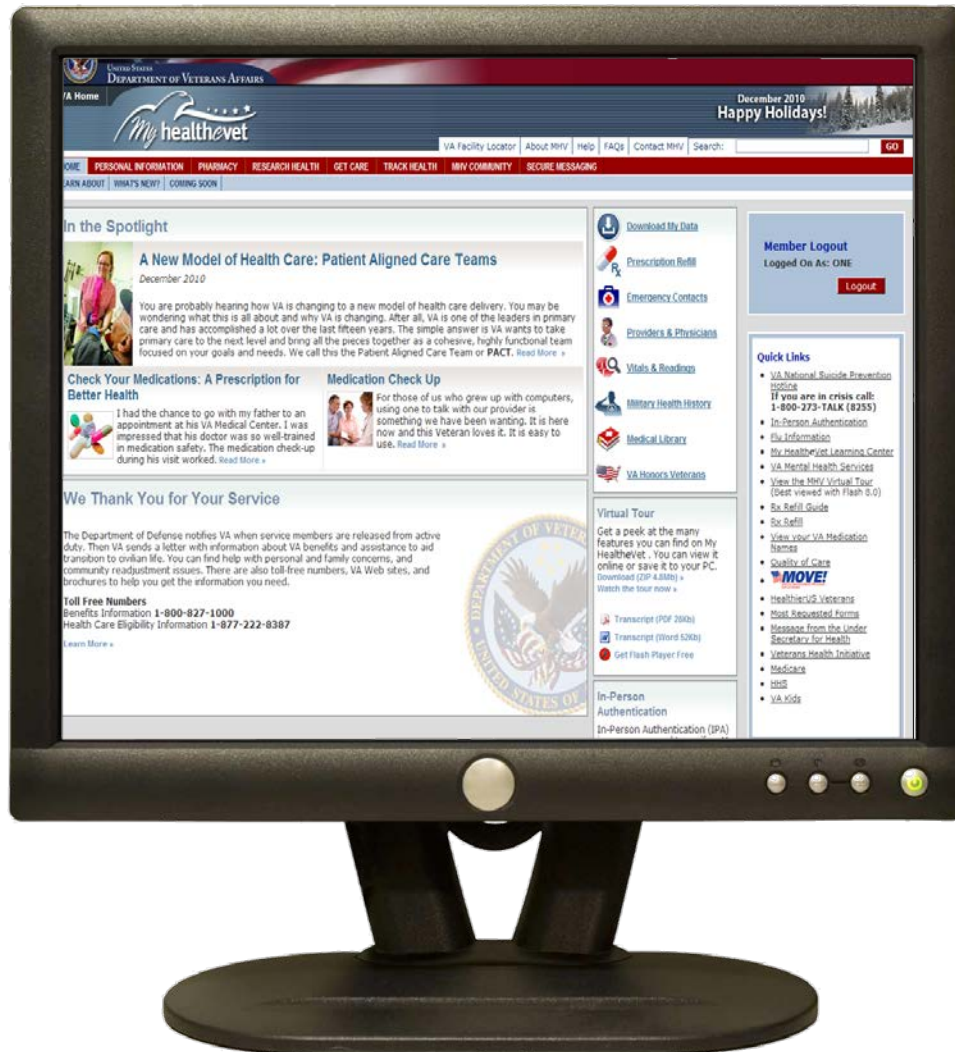 UNITED STATES
DEPARTMENT OF VETERANS AFFAIRS
VA Home
My healthevet
December 2010
Happy Holidays!
VA Facility Locator About MHV Help FAQs Contact MHV Search: GO
HOME PERSONAL INFORMATION PHARMACY RESEARCH HEALTH GET CARE TRACK HEALTH MHV COMMUNITY SECURE MESSAGING
LEARN ABOUT WHAT'S NEW? COMING SOON
In the Spotlight
A New Model of Health Care: Patient Aligned Care Teams
December 2010
You are probably hearing how VA is changing to a new model of health care delivery. You may be
wondering what this is all about and why VA is changing. After all, VA is one of the leaders in primary
care and has accomplished a lot over the last fifteen years. The simple answer is VA wants to take
primary care to the next level and bring all the pieces together as a cohesive, highly functional team
focused on your goals and needs. We call this the Patient Aligned Care Team or PACT. Read More »
Check Your Medications: A Prescription for
Better Health
I had the chance to go with my father to an
appointment at his VA Medical Center. I was
impressed that his doctor was so well-trained
in medication safety. The medication check-up
during his visit worked. Read More »
Medication Check Up
For those of us who grew up with computers,
using one to talk with our provider is
something we have been wanting. It is here
now and this Veteran loves it. It is easy to
use. Read More »
We Thank You for Your Service
The Department of Defense notifies VA when service members are released from active
duty. Then VA sends a letter with information about VA benefits and assistance to aid
transition to civilian life. You can find help with personal and family concerns, and
community readjustment issues. There are also toll-free numbers, VA Web sites, and
brochures to help you get the information you need.
Toll Free Numbers
Benefits Information 1-800-827-1000
Health Care Eligibility Information 1-877-222-8387
Learn More »
DEPARTMENT OF VETER
UNITED STATES OF
Download My Data
Rx
Prescription Refill
Emergency Contacts
Providers & Physicians
Vitals & Readings
Military Health History
Medical Library
VA Honors Veterans
Virtual Tour
Get a peek at the many
features you can find on My
HealtheVet . You can view it
online or save it to your PC.
Download (ZIP 4.8Mb) »
Watch the tour now »
Transcript (PDF 26Kb)
Transcript (Word 52Kb)
Get Flash Player Free
In-Person
Authentication
In-Person Authentication (IPA)
Member Logout
Logged On As: ONE
Logout
Quick Links
VA National Suicide Prevention
Hotline
If you are in crisis call:
1-800-273-TALK (8255)
In-Person Authentication
Flu Information
My HealtheVet Learning Center
VA Mental Health Services
View the MHV Virtual Tour
(Best viewed with Flash 8.0)
Rx Refill Guide
Rx Refill
View your VA Medication
Names
Quality of Care
MOVE!
HealthierUS Veterans
Most Requested Forms
Message from the Under
Secretary for Health
Veterans Health Initiative
Medicare
HHS
VA Kids